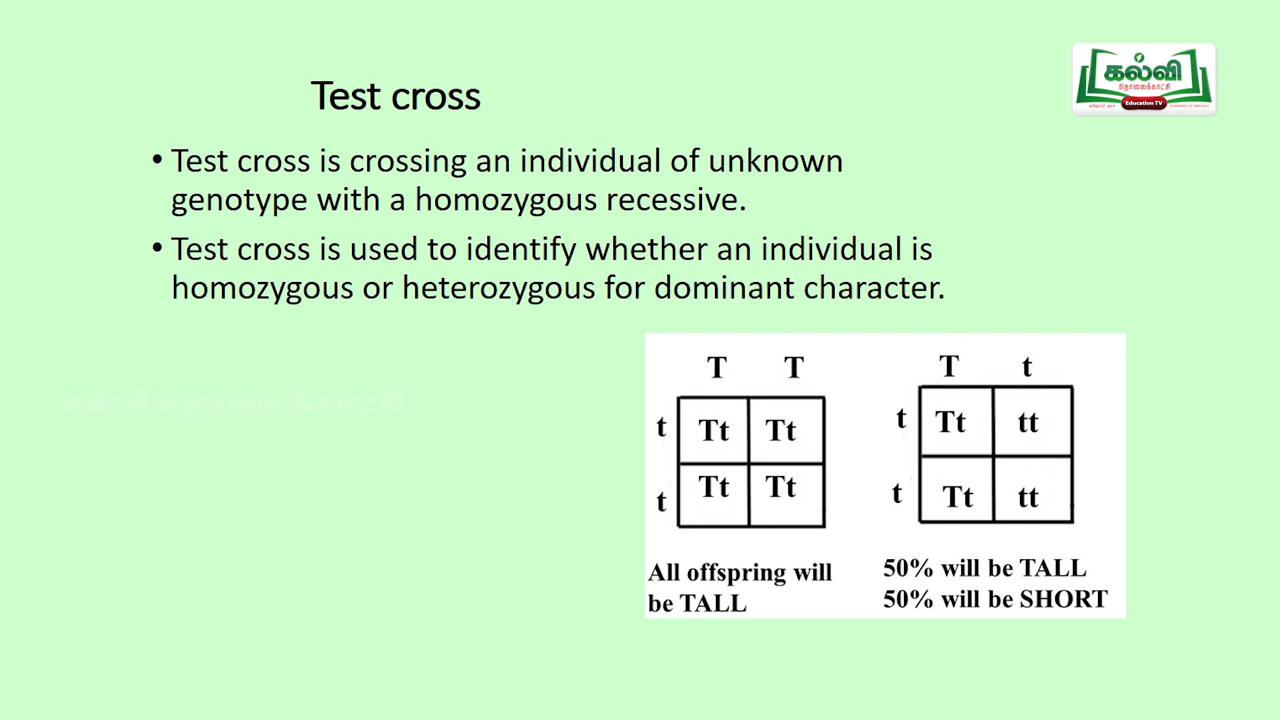 Test cross
கல்வி
தொலைக்காட்சி
Education TV
• Test cross is crossing an individual of unknown
genotype with a homozygous recessive.
• Test cross is used to identify whether an individual is
homozygous or heterozygous for dominant character.
கல்வி தொலைக்காட்சி
T T
t Tt Tt
t Tt Tt
All offspring will
be TALL
T t
t Tt tt
t Tt tt
50% will be TALL
50% will be SHORT